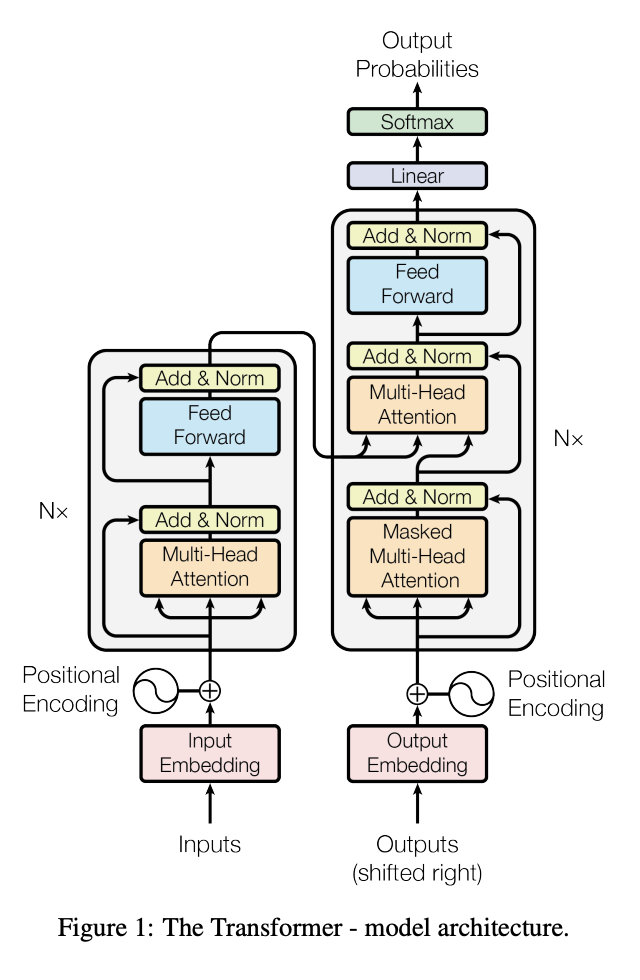 Output
Probabilities
Softmax
Linear
Add & Norm
Feed
Forward
Add & Norm
Multi-Head
Attention
Add & Norm
Masked
Multi-Head
Attention
N×
Add & Norm
Feed
Forward
Add & Norm
Multi-Head
Attention
N×
Positional
Encoding
Positional
Encoding
Input
Embedding
Output
Embedding
Inputs
Outputs
(shifted right)
Figure 1: The Transformer - model architecture.